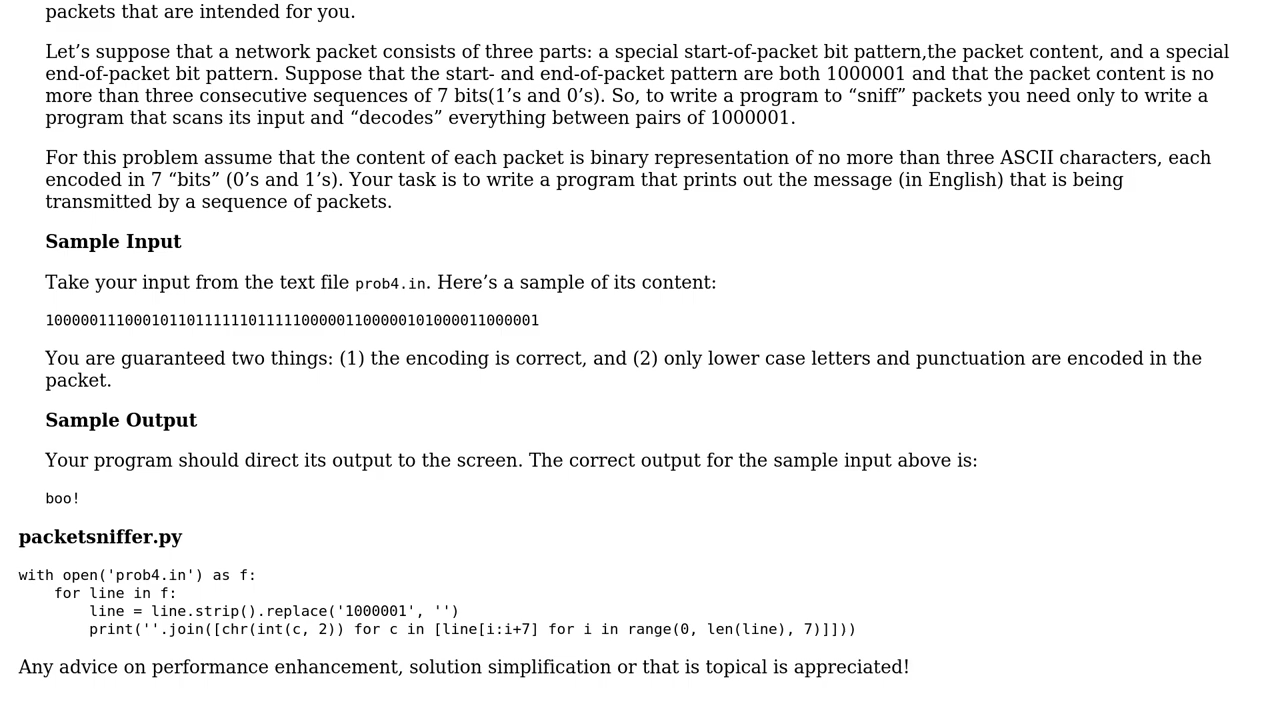 packets that are intended for you.
Let’s suppose that a network packet consists of three parts: a special start-of-packet bit pattern,the packet content, and a special
end-of-packet bit pattern. Suppose that the start- and end-of-packet pattern are both 1000001 and that the packet content is no
more than three consecutive sequences of 7 bits(1’s and 0’s). So, to write a program to “sniff” packets you need only to write a
program that scans its input and “decodes” everything between pairs of 1000001.
For this problem assume that the content of each packet is binary representation of no more than three ASCII characters, each
encoded in 7 “bits” (0’s and 1’s). Your task is to write a program that prints out the message (in English) that is being
transmitted by a sequence of packets.
Sample Input
Take your input from the text file prob4.in. Here’s a sample of its content:
10000011100010110111111011111000001100000101000011000001
You are guaranteed two things: (1) the encoding is correct, and (2) only lower case letters and punctuation are encoded in the
packet.
Sample Output
Your program should direct its output to the screen. The correct output for the sample input above is:
boo!
packetsniffer.py
with open('prob4.in') as f:
    for line in f:
        line = line.strip().replace('1000001', '')
        print(''.join([chr(int(c, 2)) for c in [line[i:i+7] for i in range(0, len(line), 7)]]))
Any advice on performance enhancement, solution simplification or that is topical is appreciated!